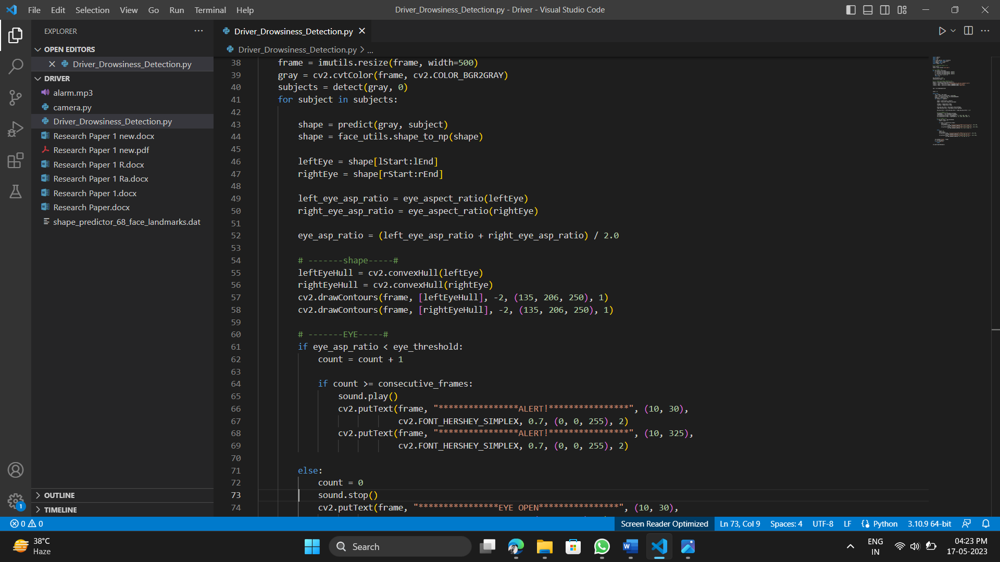 File Edit Selection View Go Run Terminal Help
Driver_Drowsiness_Detection.py - Driver - Visual Studio Code
EXPLORER
OPEN EDITORS
Driver_Drowsiness_Detection.py
DRIVER
alarm.mp3
camera.py
Driver_Drowsiness_Detection.py
Research Paper 1 new.docx
Research Paper 1 new.pdf
Research Paper 1 R.docx
Research Paper 1 Ra.docx
Research Paper 1.docx
Research Paper.docx
shape_predictor_68_face_landmarks.dat
OUTLINE
TIMELINE
Driver_Drowsiness_Detection.py
Driver_Drowsiness_Detection.py > ...
38 frame = imutils.resize(frame, width=500)
39 gray = cv2.cvtColor(frame, cv2.COLOR_BGR2GRAY)
40 subjects = detect(gray, 0)
41 for subject in subjects:
42
43 shape = predict(gray, subject)
44 shape = face_utils.shape_to_np(shape)
45
46 leftEye = shape[lStart:lEnd]
47 rightEye = shape[rStart:rEnd]
48
49 left_eye_asp_ratio = eye_aspect_ratio(leftEye)
50 right_eye_asp_ratio = eye_aspect_ratio(rightEye)
51
52 eye_asp_ratio = (left_eye_asp_ratio + right_eye_asp_ratio) / 2.0
53
54 # -------shape-----#
55 leftEyeHull = cv2.convexHull(leftEye)
56 rightEyeHull = cv2.convexHull(rightEye)
57 cv2.drawContours(frame, [leftEyeHull], -2, (135, 206, 250), 1)
58 cv2.drawContours(frame, [rightEyeHull], -2, (135, 206, 250), 1)
59
60 # -------EYE-----#
61 if eye_asp_ratio < eye_threshold:
62 count = count + 1
63
64 if count >= consecutive_frames:
65 sound.play()
66 cv2.putText(frame, "****************ALERT!****************", (10, 30),
67 cv2.FONT_HERSHEY_SIMPLEX, 0.7, (0, 0, 255), 2)
68 cv2.putText(frame, "****************ALERT!****************", (10, 325),
69 cv2.FONT_HERSHEY_SIMPLEX, 0.7, (0, 0, 255), 2)
70
71 else:
72 count = 0
73 sound.stop()
74 cv2.putText(frame, "****************EYE OPEN****************", (10, 30),
1
0 0
Screen Reader Optimized Ln 73, Col 9 Spaces: 4 UTF-8 LF Python 3.10.9 64-bit
38°C
Haze
Search
ENG
IN
04:23 PM
17-05-2023